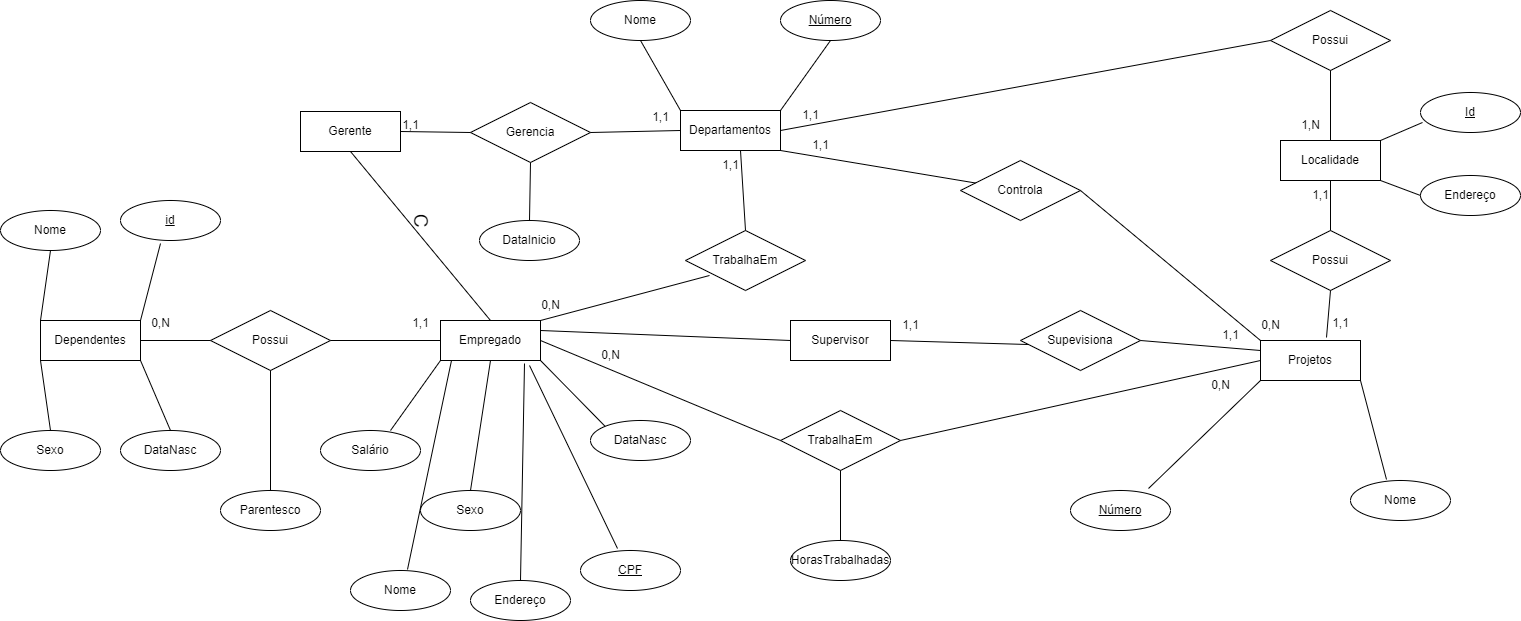 Nome
Número
Possui
Gerente
1,1
Gerencia
1,1
Departamentos
1,1
1,N
Id
Localidade
1,1
1,1
Controla
1,1
Endereço
Nome
id
C
DataInicio
TrabalhaEm
Possui
0,N
Dependentes
0,N
Possui
1,1
Empregado
Supervisor
1,1
Supevisiona
1,1
0,N
1,1
Projetos
0,N
0,N
Sexo
DataNasc
Salário
DataNasc
TrabalhaEm
Parentesco
Sexo
Número
Nome
HorasTrabalhadas
CPF
Nome
Endereço